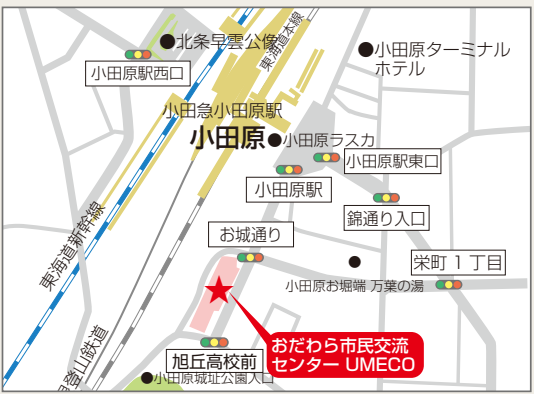 北条早雲公像
東海道本線
小田原ターミナル
ホテル
小田原駅西口
小田急小田原駅
小田原
小田原ラスカ
小田原駅東口
小田原駅
錦通り入口
東海道新幹線
お城通り
栄町 1 丁目
小田原お堀端 万葉の湯
おだわら市民交流
センター UMECO
旭丘高校前
登山鉄道
小田原城址公園入口